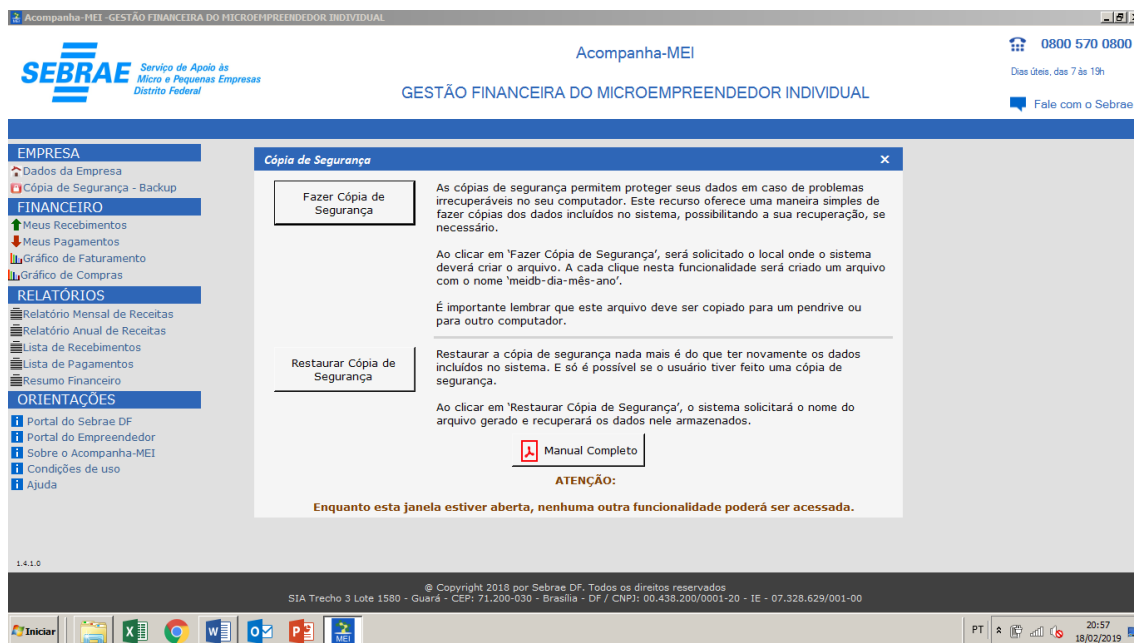 Acompanha-MEI -GESTÃO FINANCEIRA DO MICROEMPREENDEDOR INDIVIDUAL
SEBRAE
Serviço de Apoio às
Micro e Pequenas Empresas
Distrito Federal
Acompanha-MEI
GESTÃO FINANCEIRA DO MICROEMPREENDEDOR INDIVIDUAL
0800 570 0800
Dias úteis, das 7 às 19h
Fale com o Sebrae
EMPRESA
Dados da Empresa
Cópia de Segurança - Backup
FINANCEIRO
Meus Recebimentos
Meus Pagamentos
Gráfico de Faturamento
Gráfico de Compras
RELATÓRIOS
Relatório Mensal de Receitas
Relatório Anual de Receitas
Lista de Recebimentos
Lista de Pagamentos
Resumo Financeiro
ORIENTAÇÕES
Portal do Sebrae DF
Portal do Empreendedor
Sobre o Acompanha-MEI
Condições de uso
Ajuda
1.4.1.0
Cópia de Segurança
Fazer Cópia de
Segurança
As cópias de segurança permitem proteger seus dados em caso de problemas
irrecuperáveis no seu computador. Este recurso oferece uma maneira simples de
fazer cópias dos dados incluídos no sistema, possibilitando a sua recuperação, se
necessário.
Ao clicar em 'Fazer Cópia de Segurança', será solicitado o local onde o sistema
deverá criar o arquivo. A cada clique nesta funcionalidade será criado um arquivo
com o nome 'meidb-dia-mês-ano'.
É importante lembrar que este arquivo deve ser copiado para um pendrive ou
para outro computador.
Restaurar Cópia de
Segurança
Restaurar a cópia de segurança nada mais é do que ter novamente os dados
incluídos no sistema. E só é possível se o usuário tiver feito uma cópia de
segurança.
Ao clicar em 'Restaurar Cópia de Segurança', o sistema solicitará o nome do
arquivo gerado e recuperará os dados nele armazenados.
Manual Completo
ATENÇÃO:
Enquanto esta janela estiver aberta, nenhuma outra funcionalidade poderá ser acessada.
@ Copyright 2018 por Sebrae DF. Todos os direitos reservados
SIA Trecho 3 Lote 1580 - Guará - CEP: 71.200-030 - Brasília - DF / CNPJ: 00.438.200/0001-20 - IE - 07.328.629/001-00
Iniciar
MEI
PT
20:57
18/02/2019